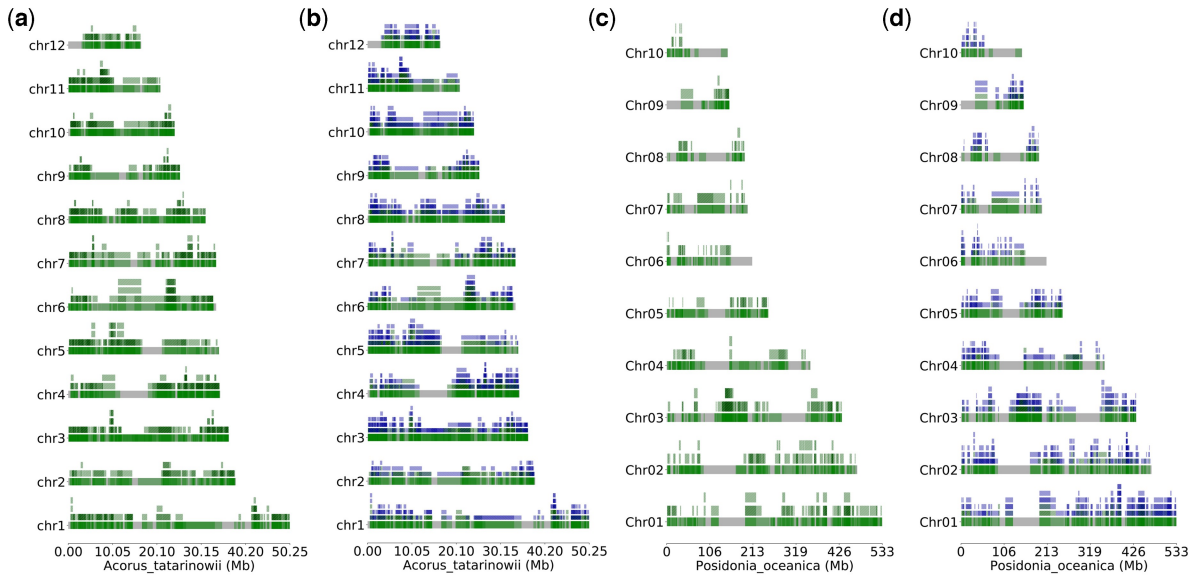 (a)
chr12
chr11
chr10
chr9
chr8
chr7
chr6
chr5
chr4
chr3
chr2
chr1
0.00 10.05 20.10 30.15 40.20 50.25
Acorus_tatarinowii (Mb)
(b)
chr12
chr11
chr10
chr9
chr8
chr7
chr6
chr5
chr4
chr3
chr2
chr1
0.00 10.05 20.10 30.15 40.20 50.25
Acorus_tatarinowii (Mb)
(c)
Chr10
Chr09
Chr08
Chr07
Chr06
Chr05
Chr04
Chr03
Chr02
Chr01
0 106 213 319 426 533
Posidonia_oceanica (Mb)
(d)
Chr10
Chr09
Chr08
Chr07
Chr06
Chr05
Chr04
Chr03
Chr02
Chr01
0 106 213 319 426 533
Posidonia_oceanica (Mb)